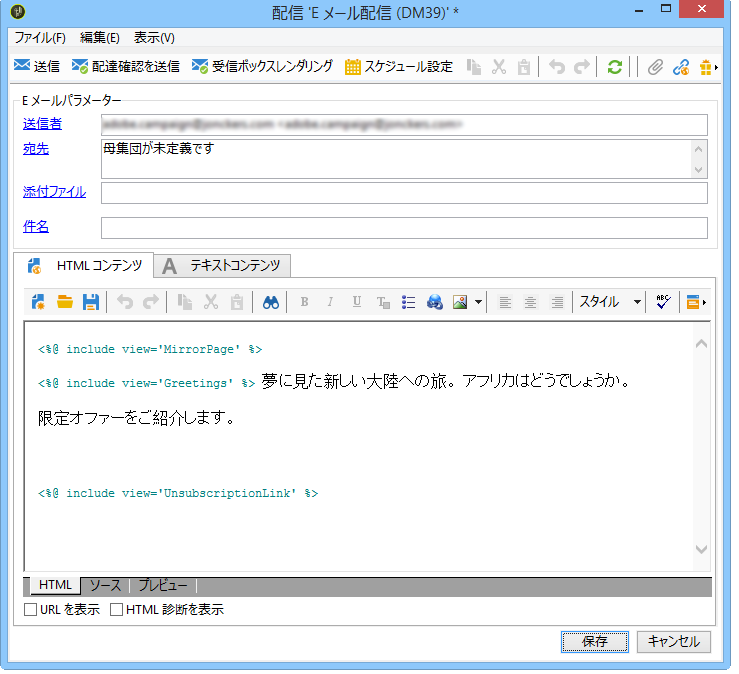 配信 'E メール配信 (DM39)' *
ファイル(F) 編集(E) 表示(V)
送信 配達確認を送信 受信ボックスレンダリング スケジュール設定
E メールパラメーター
送信者
宛先 母集団が未定義です
添付ファイル
件名
HTML コンテンツ A テキストコンテンツ
B I U T スタイル ABC
<%@ include view='MirrorPage' %>
<%@ include view='Greetings' %> 夢に見た新しい大陸への旅。アフリカはどうでしょうか。
限定オファーをご紹介します。
<%@ include view='UnsubscriptionLink' %>
HTML ソース プレビュー
URL を表示 HTML 診断を表示
保存 キャンセル